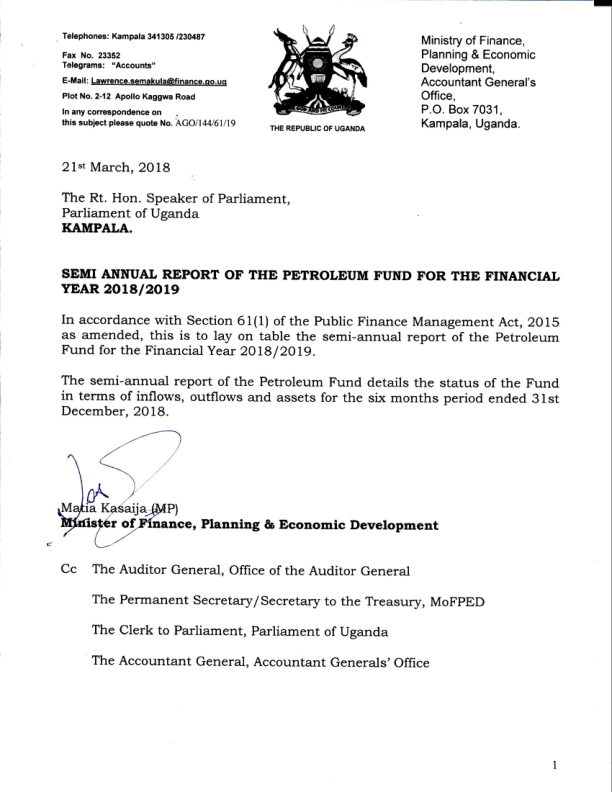 Telephones: Kampala 341305 /230487
Fax No. 23352
Telegrams: "Accounts"
E-Mail: Lawrence.semakula@finance.go.ug
Plot No. 2-12 Apollo Kaggwa Road
In any correspondence on
this subject please quote No. AGO/144/61/19
THE REPUBLIC OF UGANDA
Ministry of Finance,
Planning & Economic
Development,
Accountant General's
Office,
P.O. Box 7031,
Kampala, Uganda.
21st March, 2018
The Rt. Hon. Speaker of Parliament,
Parliament of Uganda
KAMPALA.
SEMI ANNUAL REPORT OF THE PETROLEUM FUND FOR THE FINANCIAL
YEAR 2018/2019
In accordance with Section 61(1) of the Public Finance Management Act, 2015
as amended, this is to lay on table the semi-annual report of the Petroleum
Fund for the Financial Year 2018/2019.
The semi-annual report of the Petroleum Fund details the status of the Fund
in terms of inflows, outflows and assets for the six months period ended 31st
December, 2018.
Matia Kasaija (MP)
Minister of Finance, Planning & Economic Development
Cc The Auditor General, Office of the Auditor General
The Permanent Secretary/Secretary to the Treasury, MoFPED
The Clerk to Parliament, Parliament of Uganda
The Accountant General, Accountant Generals' Office
1